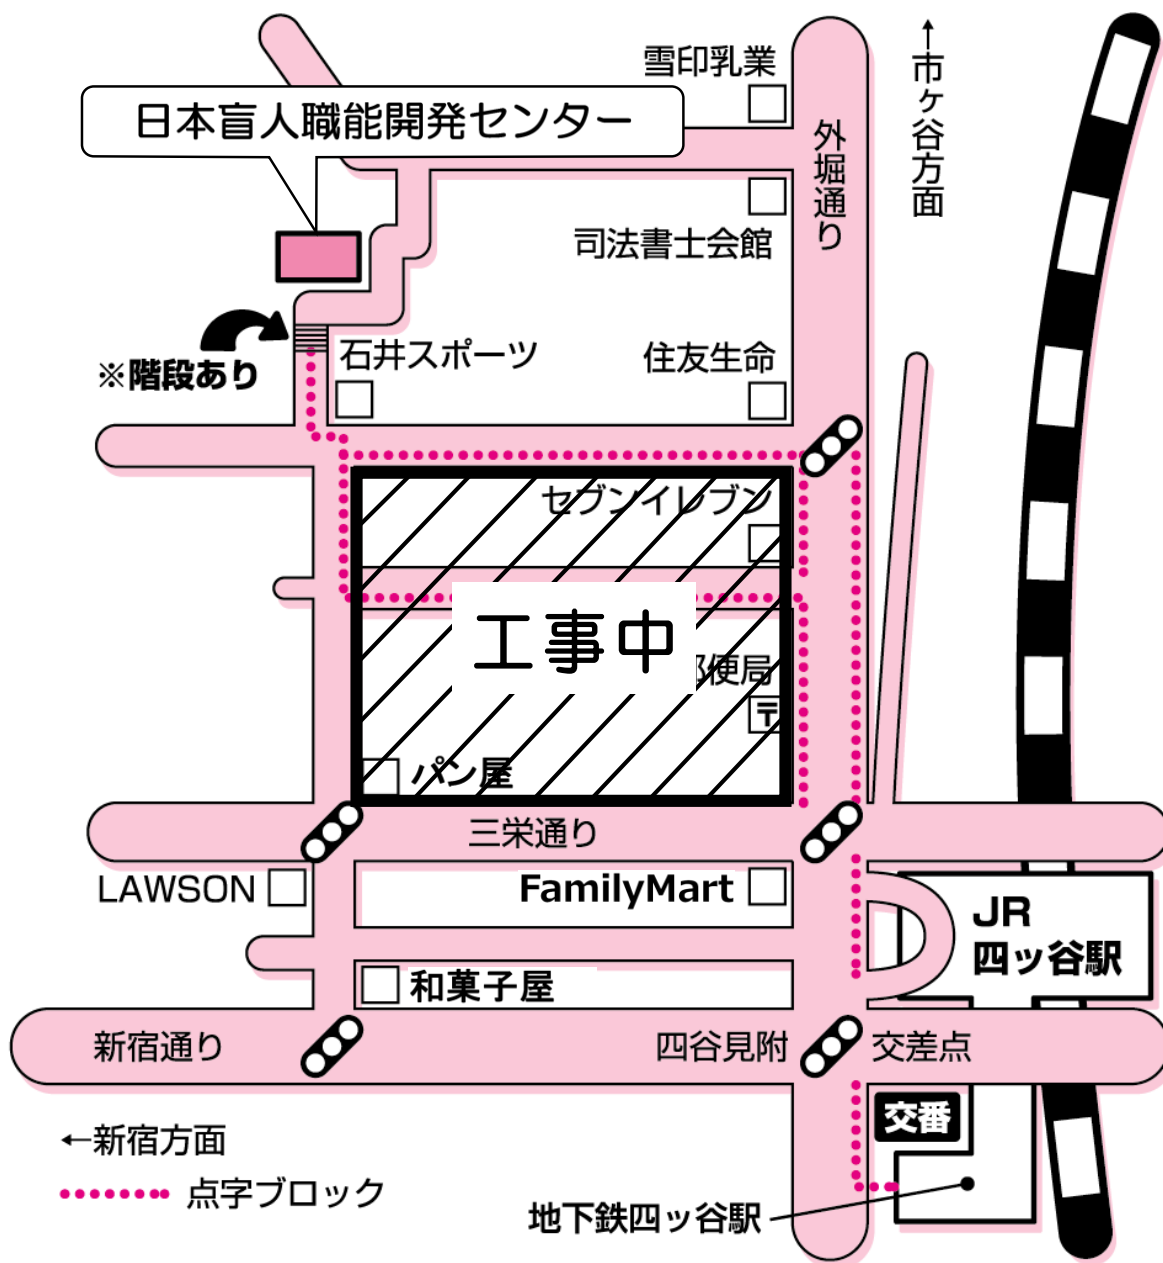 雪印乳業
←市ヶ谷方面
日本盲人職能開発センター
外堀通り
司法書士会館
石井スポーツ
住友生命
※階段あり
セブンイレブン
工事中
便局
〒
パン屋
三栄通り
LAWSON
FamilyMart
JR
四ッ谷駅
和菓子屋
新宿通り
四谷見附
交差点
交番
←新宿方面
点字ブロック
地下鉄四ッ谷駅